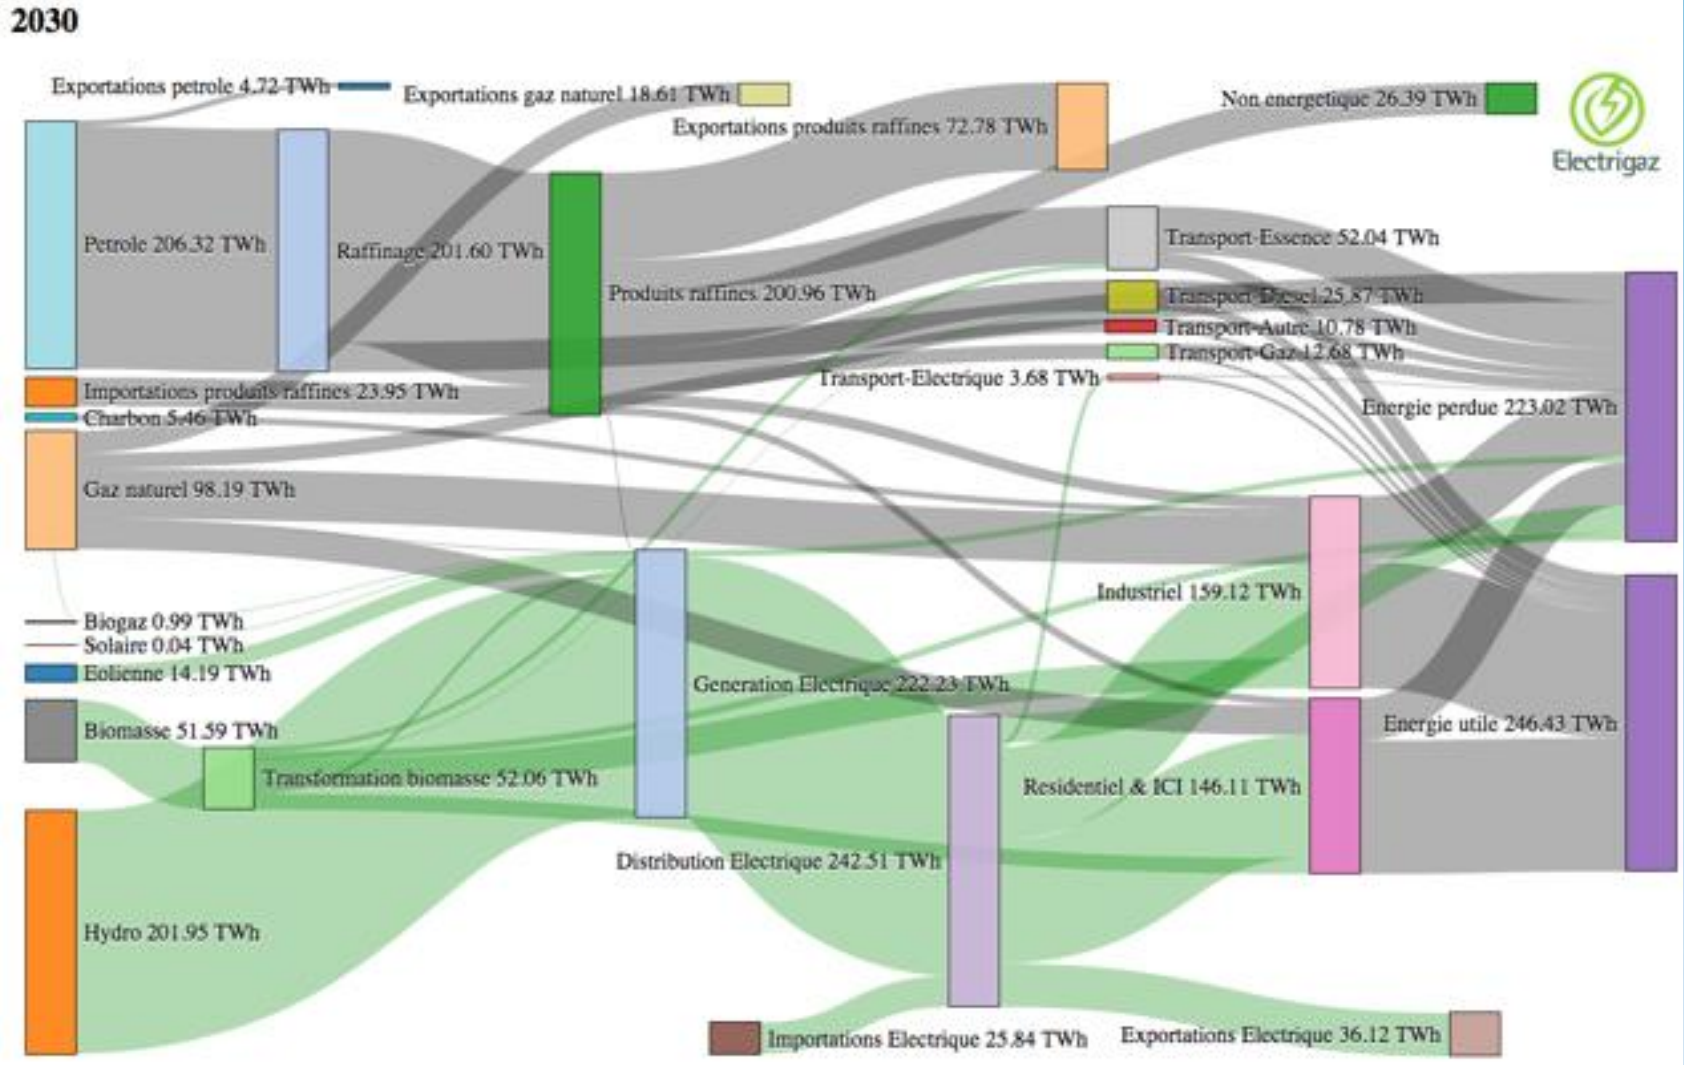 2030
Exportations petrole 4.72 TWh
Exportations gaz naturel 18.61 TWh
Exportations produits raffines 72.78 TWh
Non energetique 26.39 TWh
Electrigaz
Petrole 206.32 TWh
Raffinage 201.60 TWh
Produits raffines 200.96 TWh
Transport-Essence 52.04 TWh
Transport-Diesel 25.87 TWh
Transport-Autre 10.78 TWh
Transport-Gaz 12.68 TWh
Transport-Electrique 3.68 TWh
Importations produits raffines 23.95 TWh
Charbon 5.46 TWh
Energie perdue 223.02 TWh
Gaz naturel 98.19 TWh
Industriel 159.12 TWh
Biogaz 0.99 TWh
Solaire 0.04 TWh
Eolienne 14.19 TWh
Generation Electrique 222.23 TWh
Biomasse 51.59 TWh
Energie utile 246.43 TWh
Transformation biomasse 52.06 TWh
Residentiel & ICI 146.11 TWh
Distribution Electrique 242.51 TWh
Hydro 201.95 TWh
Importations Electrique 25.84 TWh
Exportations Electrique 36.12 TWh